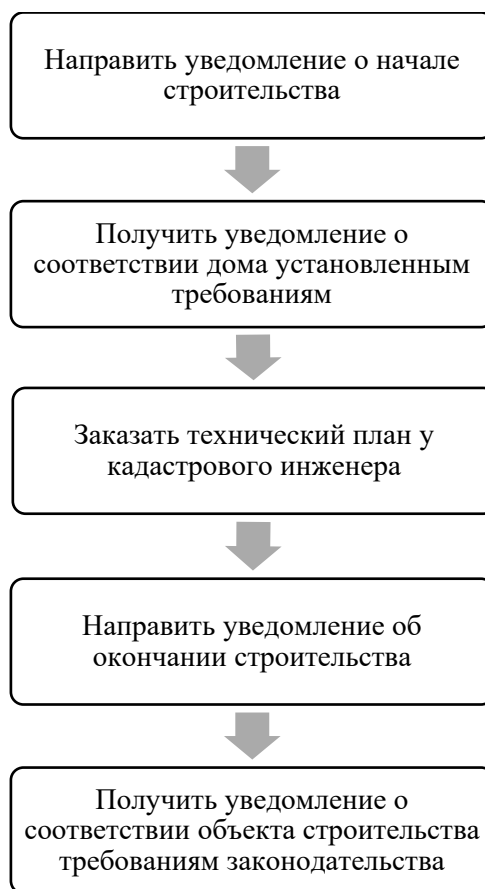 Направить уведомление о начале
строительства
Получить уведомление о
соответствии дома установленным
требованиям
Заказать технический план у
кадастрового инженера
Направить уведомление об
окончании строительства
Получить уведомление о
соответствии объекта строительства
требованиям законодательства